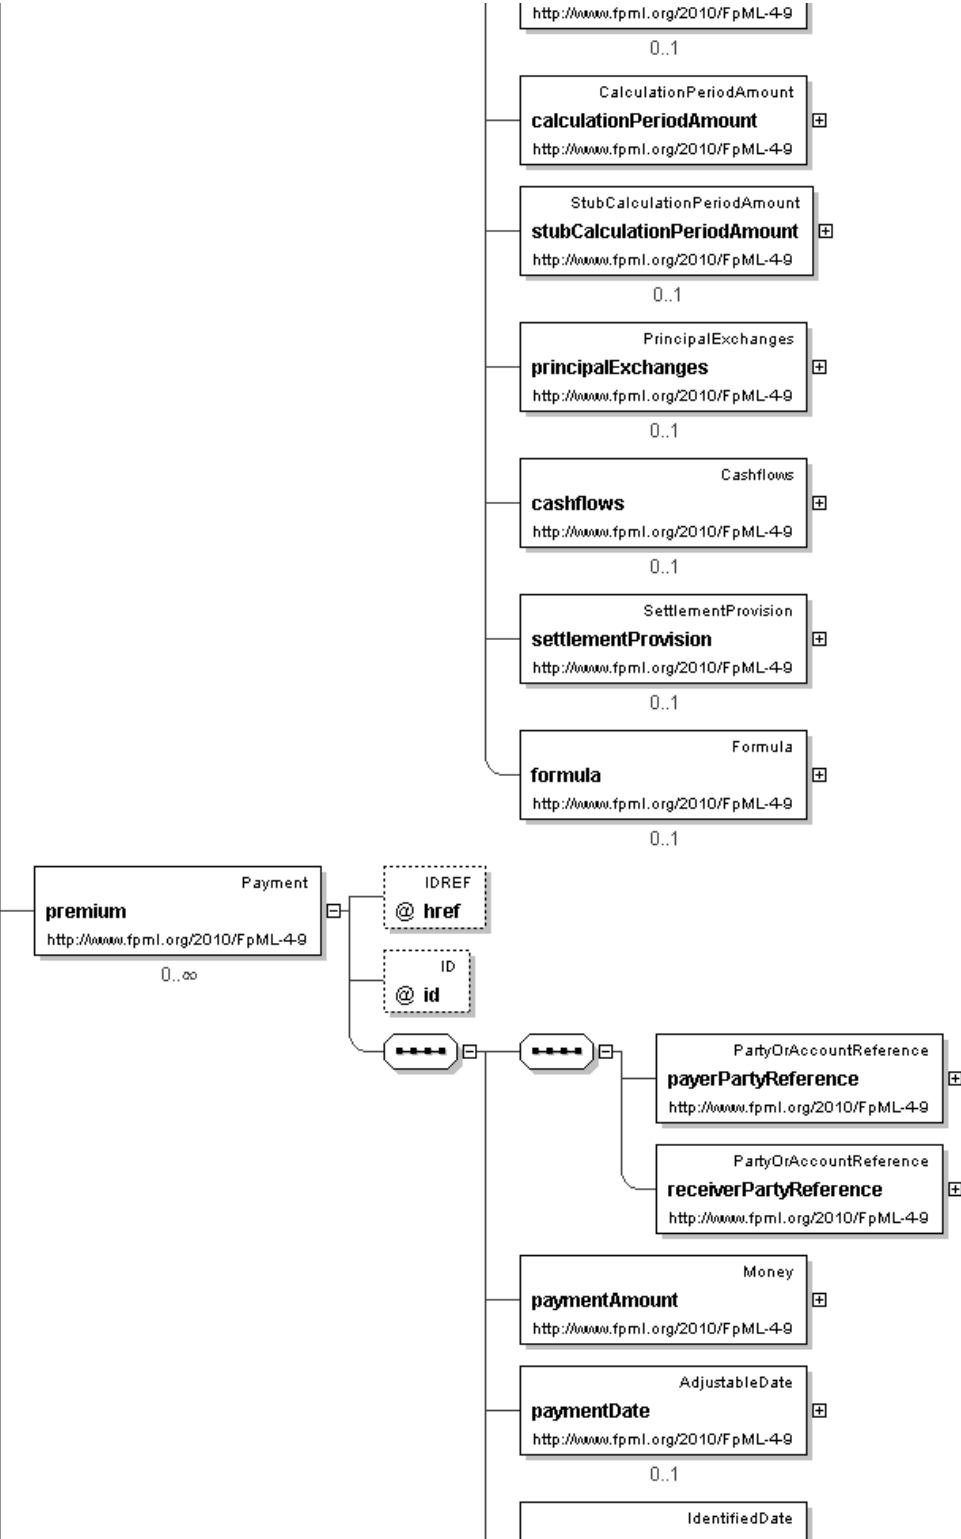 http://www.fpml.org/2010/FpML-4-9
0..1
CalculationPeriodAmount
calculationPeriodAmount
http://www.fpml.org/2010/FpML-4-9
StubCalculationPeriodAmount
stubCalculationPeriodAmount
http://www.fpml.org/2010/FpML-4-9
0..1
PrincipalExchanges
principalExchanges
http://www.fpml.org/2010/FpML-4-9
0..1
Cashflows
cashflows
http://www.fpml.org/2010/FpML-4-9
0..1
SettlementProvision
settlementProvision
http://www.fpml.org/2010/FpML-4-9
0..1
Formula
formula
http://www.fpml.org/2010/FpML-4-9
0..1
Payment
premium
http://www.fpml.org/2010/FpML-4-9
0..∞
IDREF
@ href
ID
@ id
PartyOrAccountReference
payerPartyReference
http://www.fpml.org/2010/FpML-4-9
PartyOrAccountReference
receiverPartyReference
http://www.fpml.org/2010/FpML-4-9
Money
paymentAmount
http://www.fpml.org/2010/FpML-4-9
AdjustableDate
paymentDate
http://www.fpml.org/2010/FpML-4-9
0..1
IdentifiedDate